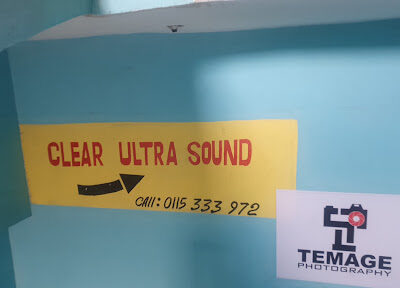 CLEAR ULTRA SOUND
CAll: 0115 333 972
TEMAGE
PHOTOGRAPHY